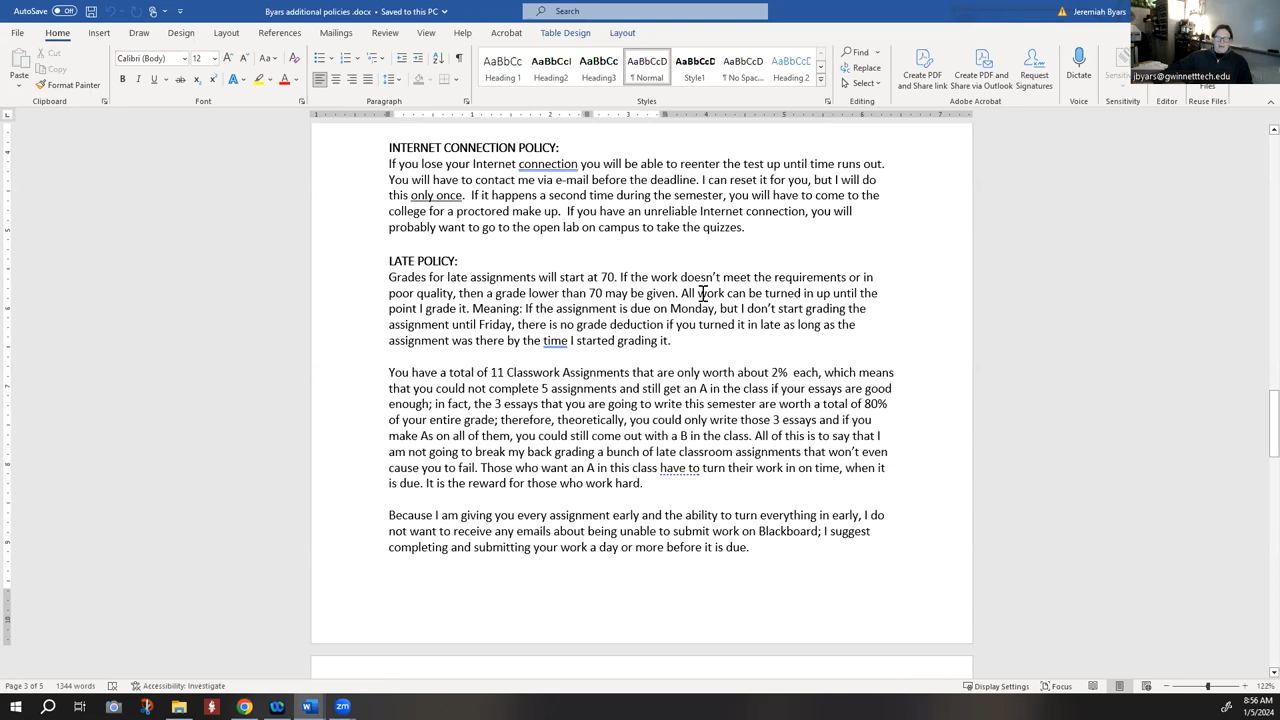 AutoSave Off
Byars additional policies .docx • Saved to this PC
Search
Jeremiah Byars
File Home Insert Draw Design Layout References Mailings Review View Help Acrobat Table Design Layout
Paste
Cut
Copy
Format Painter
Clipboard
Calibri (Body) 12
Font
Paragraph
AaBbCc AaBbCcI AaBbCcD AaBbCcD AaBbCcD AaBbCcD AaBbCcD
Heading 1 Heading2 Heading3 ¶ Normal Style1 ¶ No Spac... Heading 2
Styles
Find
Replace
Select
Editing
Create PDF and Share link
Create PDF and Share via Outlook
Request Signatures
Adobe Acrobat
Dictate
Voice
Sensitivity
Sensitivity
Editor
Files
Reuse Files
jbyars@gwinnetttech.edu
INTERNET CONNECTION POLICY:
If you lose your Internet connection you will be able to reenter the test up until time runs out.
You will have to contact me via e-mail before the deadline. I can reset it for you, but I will do
this only once. If it happens a second time during the semester, you will have to come to the
college for a proctored make up. If you have an unreliable Internet connection, you will
probably want to go to the open lab on campus to take the quizzes.
LATE POLICY:
Grades for late assignments will start at 70. If the work doesn't meet the requirements or in
poor quality, then a grade lower than 70 may be given. All work can be turned in up until the
point I grade it. Meaning: If the assignment is due on Monday, but I don't start grading the
assignment until Friday, there is no grade deduction if you turned it in late as long as the
assignment was there by the time I started grading it.
You have a total of 11 Classwork Assignments that are only worth about 2% each, which means
that you could not complete 5 assignments and still get an A in the class if your essays are good
enough; in fact, the 3 essays that you are going to write this semester are worth a total of 80%
of your entire grade; therefore, theoretically, you could only write those 3 essays and if you
make As on all of them, you could still come out with a B in the class. All of this is to say that I
am not going to break my back grading a bunch of late classroom assignments that won't even
cause you to fail. Those who want an A in this class have to turn their work in on time, when it
is due. It is the reward for those who work hard.
Because I am giving you every assignment early and the ability to turn everything in early, I do
not want to receive any emails about being unable to submit work on Blackboard; I suggest
completing and submitting your work a day or more before it is due.
Page 3 of 5 1344 words Accessibility: Investigate Display Settings Focus 122%
8:56 AM
1/5/2024